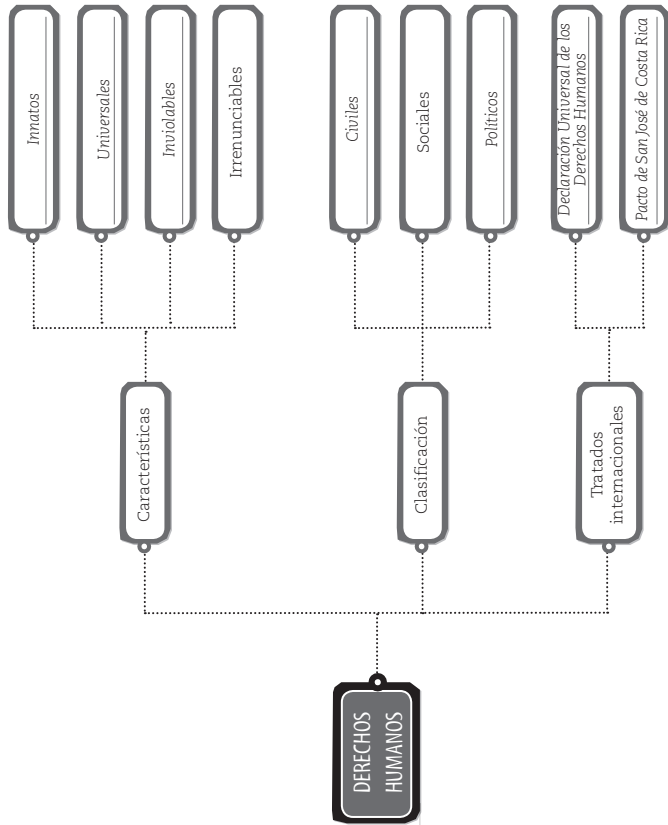 DERECHOS
HUMANOS
Características
Innatos
Universales
Inviolables
Irrenunciables
Clasificación
Civiles
Sociales
Políticos
Tratados
internacionales
Declaración Universal de los
Derechos Humanos
Pacto de San José de Costa Rica